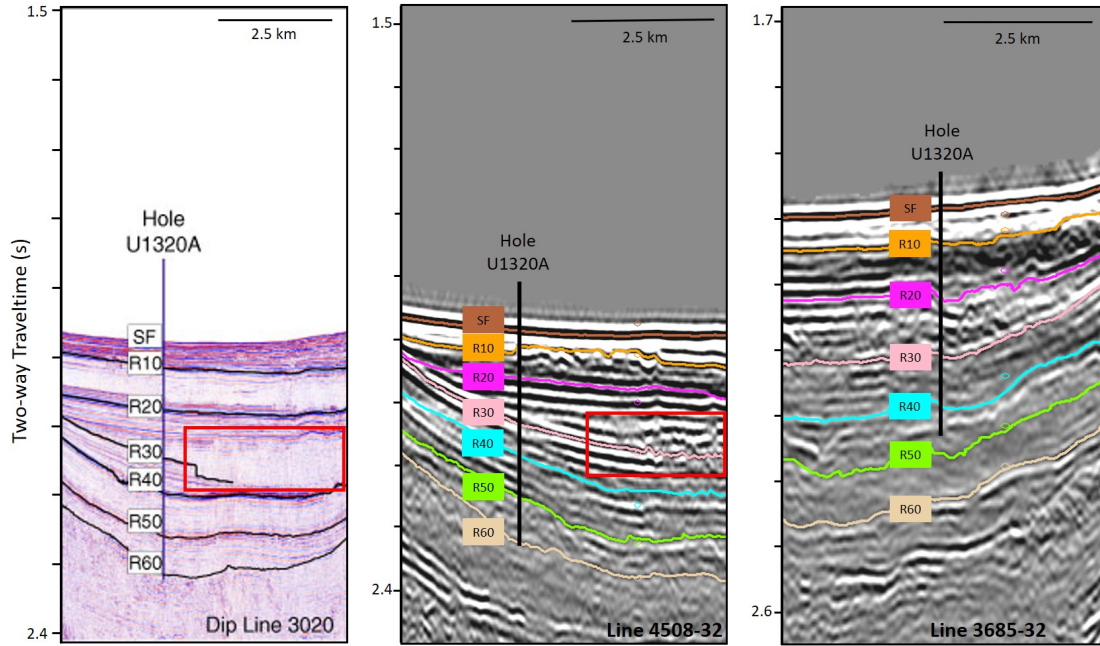 Two-way Traveltime (s)
1.5
2.5 km
Hole
U1320A
SF
R10
R20
R30
R40
R50
R60
2.4
Dip Line 3020
1.5
2.5 km
Hole
U1320A
SF
R10
R20
R30
R40
R50
R60
2.4
Line 4508-32
1.7
2.5 km
Hole
U1320A
SF
R10
R20
R30
R40
R50
R60
2.6
Line 3685-32